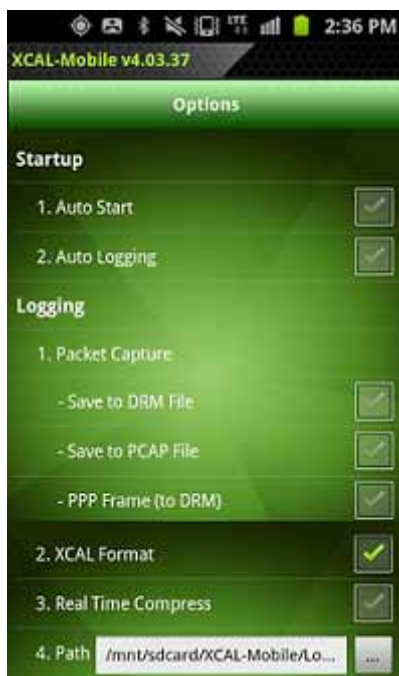 LTE 2:36 PM
XCAL-Mobile v4.03.37
Options
Startup
1. Auto Start
2. Auto Logging
Logging
1. Packet Capture
- Save to DRM File
- Save to PCAP File
- PPP Frame (to DRM)
2. XCAL Format
3. Real Time Compress
4. Path /mnt/sdcard/XCAL-Mobile/Lo... ...